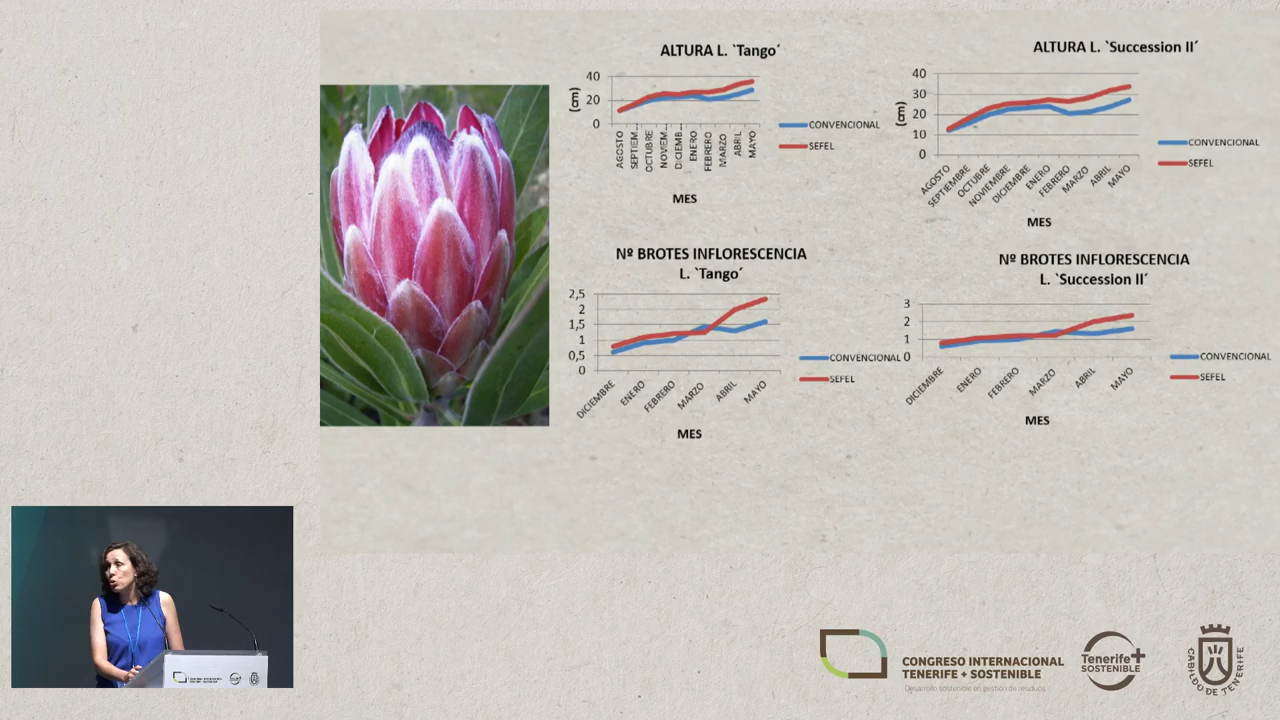 ALTURA L. `Tango´
40
20
0
(cm)
AGOSTO
SEPTIEM…
OCTUBRE
NOVIEM…
DICIEMB…
ENERO
FEBRERO
MARZO
ABRIL
MAYO
MES
CONVENCIONAL
SEFEL
ALTURA L. `Succession II´
40
30
20
10
0
(cm)
AGOSTO
SEPTIEMBRE
OCTUBRE
NOVIEMBRE
DICIEMBRE
ENERO
FEBRERO
MARZO
ABRIL
MAYO
MES
CONVENCIONAL
SEFEL
Nº BROTES INFLORESCENCIA
L. `Tango´
2,5
2
1,5
1
0,5
0
DICIEMBRE
ENERO
FEBRERO
MARZO
ABRIL
MAYO
MES
CONVENCIONAL
SEFEL
Nº BROTES INFLORESCENCIA
L. `Succession II´
3
2
1
0
DICIEMBRE
ENERO
FEBRERO
MARZO
ABRIL
MAYO
MES
CONVENCIONAL
SEFEL
CONGRESO INTERNACIONAL
TENERIFE + SOSTENIBLE
Desarrollo sostenible en gestión de residuos
Tenerife+
SOSTENIBLE
CABILDO DE TENERIFE